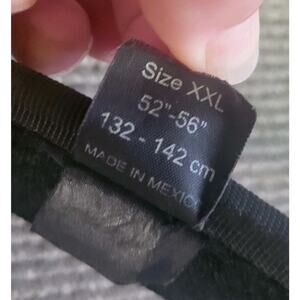 Size XXL
52"-56"
132 - 142 cm
MADE IN MEXICO